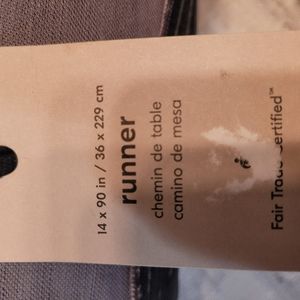 14 x 90 in / 36 x 229 cm
runner
chemin de table
camino de mesa
Fair Trade Certified™